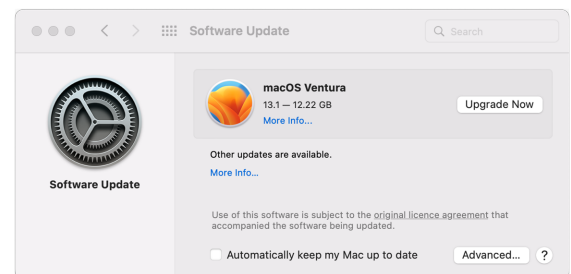 Software Update
Search
macOS Ventura
13.1 — 12.22 GB
More Info...
Upgrade Now
Other updates are available.
More Info...
Software Update
Use of this software is subject to the original licence agreement that
accompanied the software being updated.
Automatically keep my Mac up to date
Advanced...
?